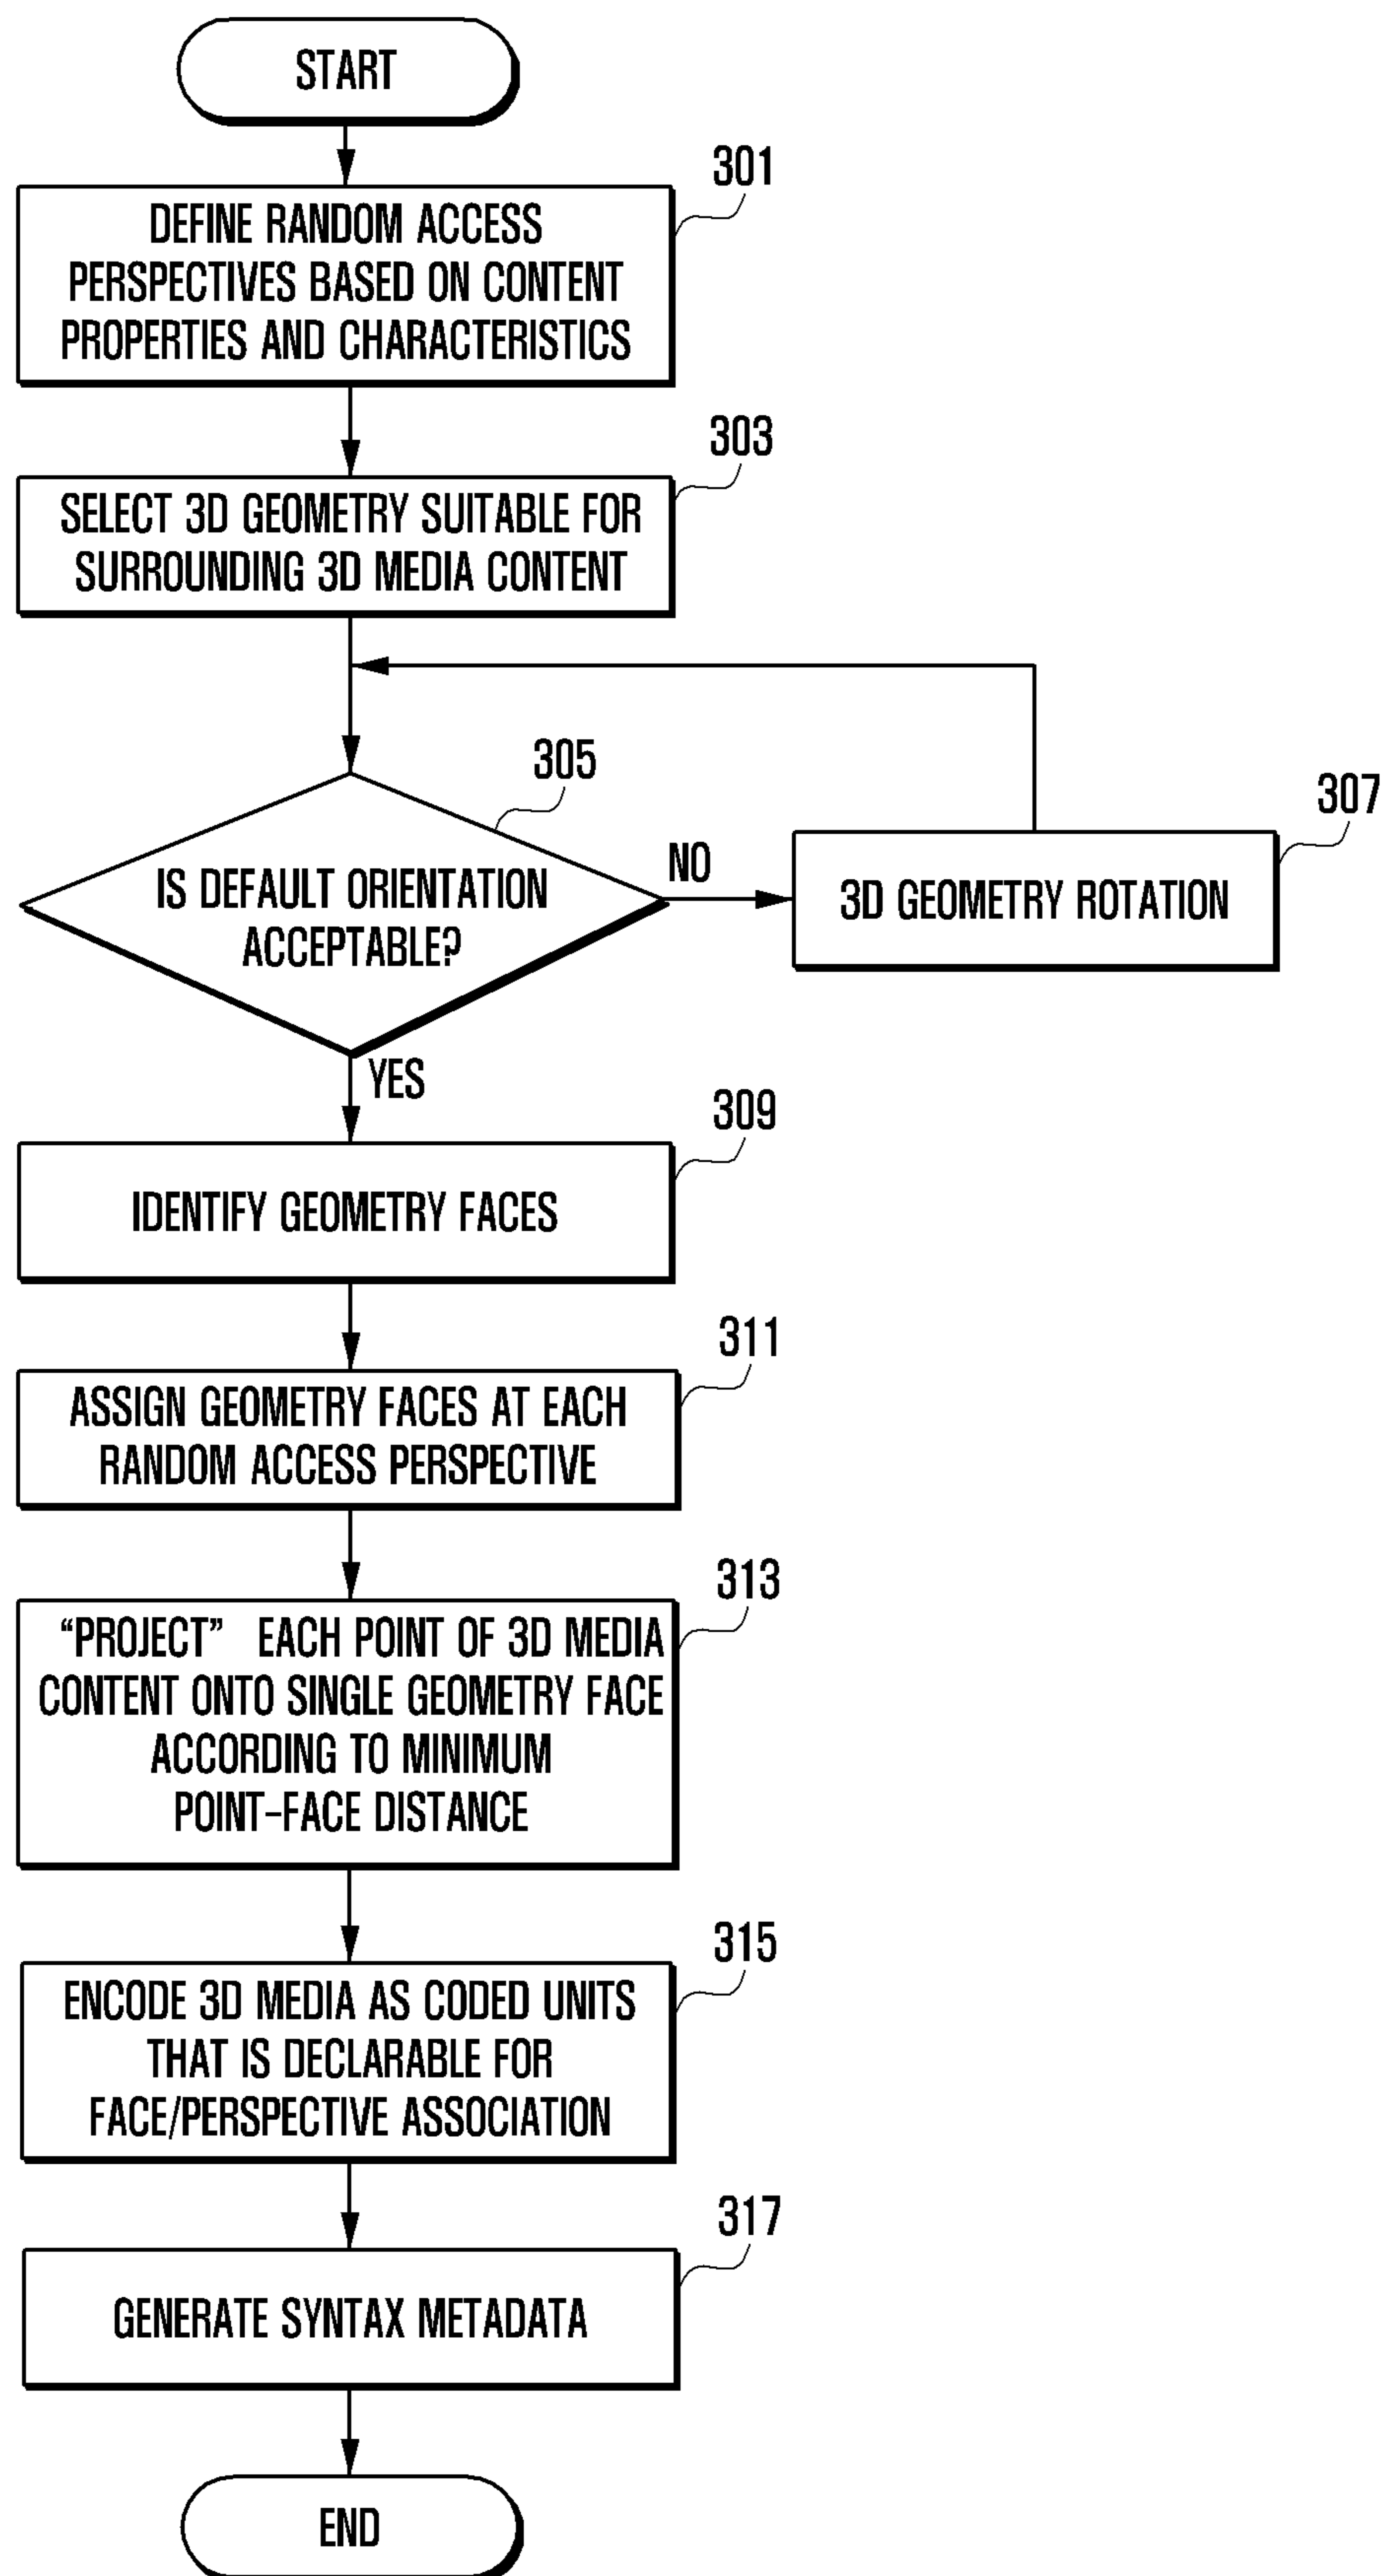 START
301
DEFINE RANDOM ACCESS
PERSPECTIVES BASED ON CONTENT
PROPERTIES AND CHARACTERISTICS
303
SELECT 3D GEOMETRY SUITABLE FOR
SURROUNDING 3D MEDIA CONTENT
305
IS DEFAULT ORIENTATION
ACCEPTABLE?
NO
307
3D GEOMETRY ROTATION
YES
309
IDENTIFY GEOMETRY FACES
311
ASSIGN GEOMETRY FACES AT EACH
RANDOM ACCESS PERSPECTIVE
313
“PROJECT” EACH POINT OF 3D MEDIA
CONTENT ONTO SINGLE GEOMETRY FACE
ACCORDING TO MINIMUM
POINT-FACE DISTANCE
315
ENCODE 3D MEDIA AS CODED UNITS
THAT IS DECLARABLE FOR
FACE/PERSPECTIVE ASSOCIATION
317
GENERATE SYNTAX METADATA
END